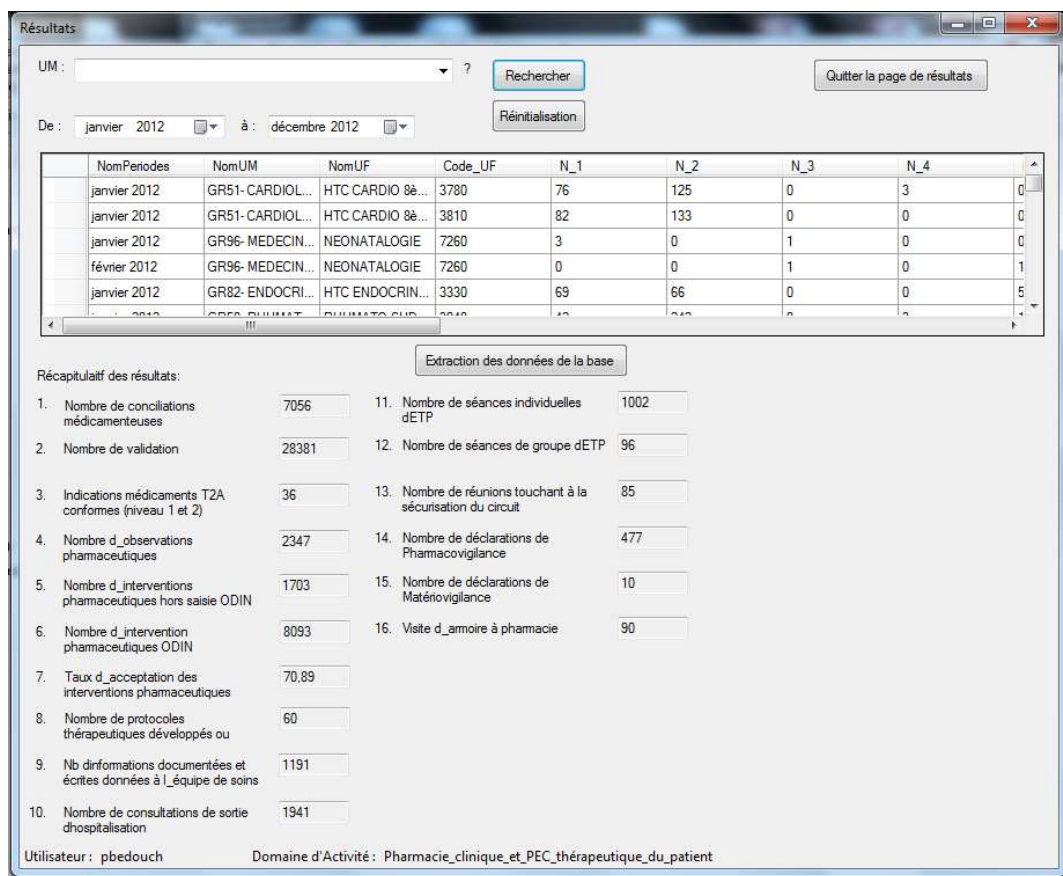 Résultats
UM : ? Rechercher Quitter la page de résultats
Réinitialisation
De : janvier 2012 à : décembre 2012
NomPeriodes NomUM NomUF Code_UF N_1 N_2 N_3 N_4
janvier 2012 GR51- CARDIOL... HTC CARDIO 8è... 3780 76 125 0 3 0
janvier 2012 GR51- CARDIOL... HTC CARDIO 8è... 3810 82 133 0 0 0
janvier 2012 GR96- MEDECIN... NEONATALOGIE 7260 3 0 1 0 0
février 2012 GR96- MEDECIN... NEONATALOGIE 7260 0 0 1 0 1
janvier 2012 GR82- ENDOCRI... HTC ENDOCRIN... 3330 69 66 0 0 5
Extraction des données de la base
Récapitulaitf des résultats:
1. Nombre de conciliations médicamenteuses 7056
2. Nombre de validation 28381
3. Indications médicaments T2A conformes (niveau 1 et 2) 36
4. Nombre d_observations pharmaceutiques 2347
5. Nombre d_interventions pharmaceutiques hors saisie ODIN 1703
6. Nombre d_intervention pharmaceutiques ODIN 8093
7. Taux d_acceptation des interventions pharmaceutiques 70,89
8. Nombre de protocoles thérapeutiques développés ou 60
9. Nb dinformations documentées et écrites données à l_équipe de soins 1191
10. Nombre de consultations de sortie dhospitalisation 1941
11. Nombre de séances individuelles dETP 1002
12. Nombre de séances de groupe dETP 96
13. Nombre de réunions touchant à la sécurisation du circuit 85
14. Nombre de déclarations de Pharmacovigilance 477
15. Nombre de déclarations de Matériovigilance 10
16. Visite d_armoire à pharmacie 90
Utilisateur : pbedouch Domaine d'Activité : Pharmacie_clinique_et_PEC_thérapeutique_du_patient